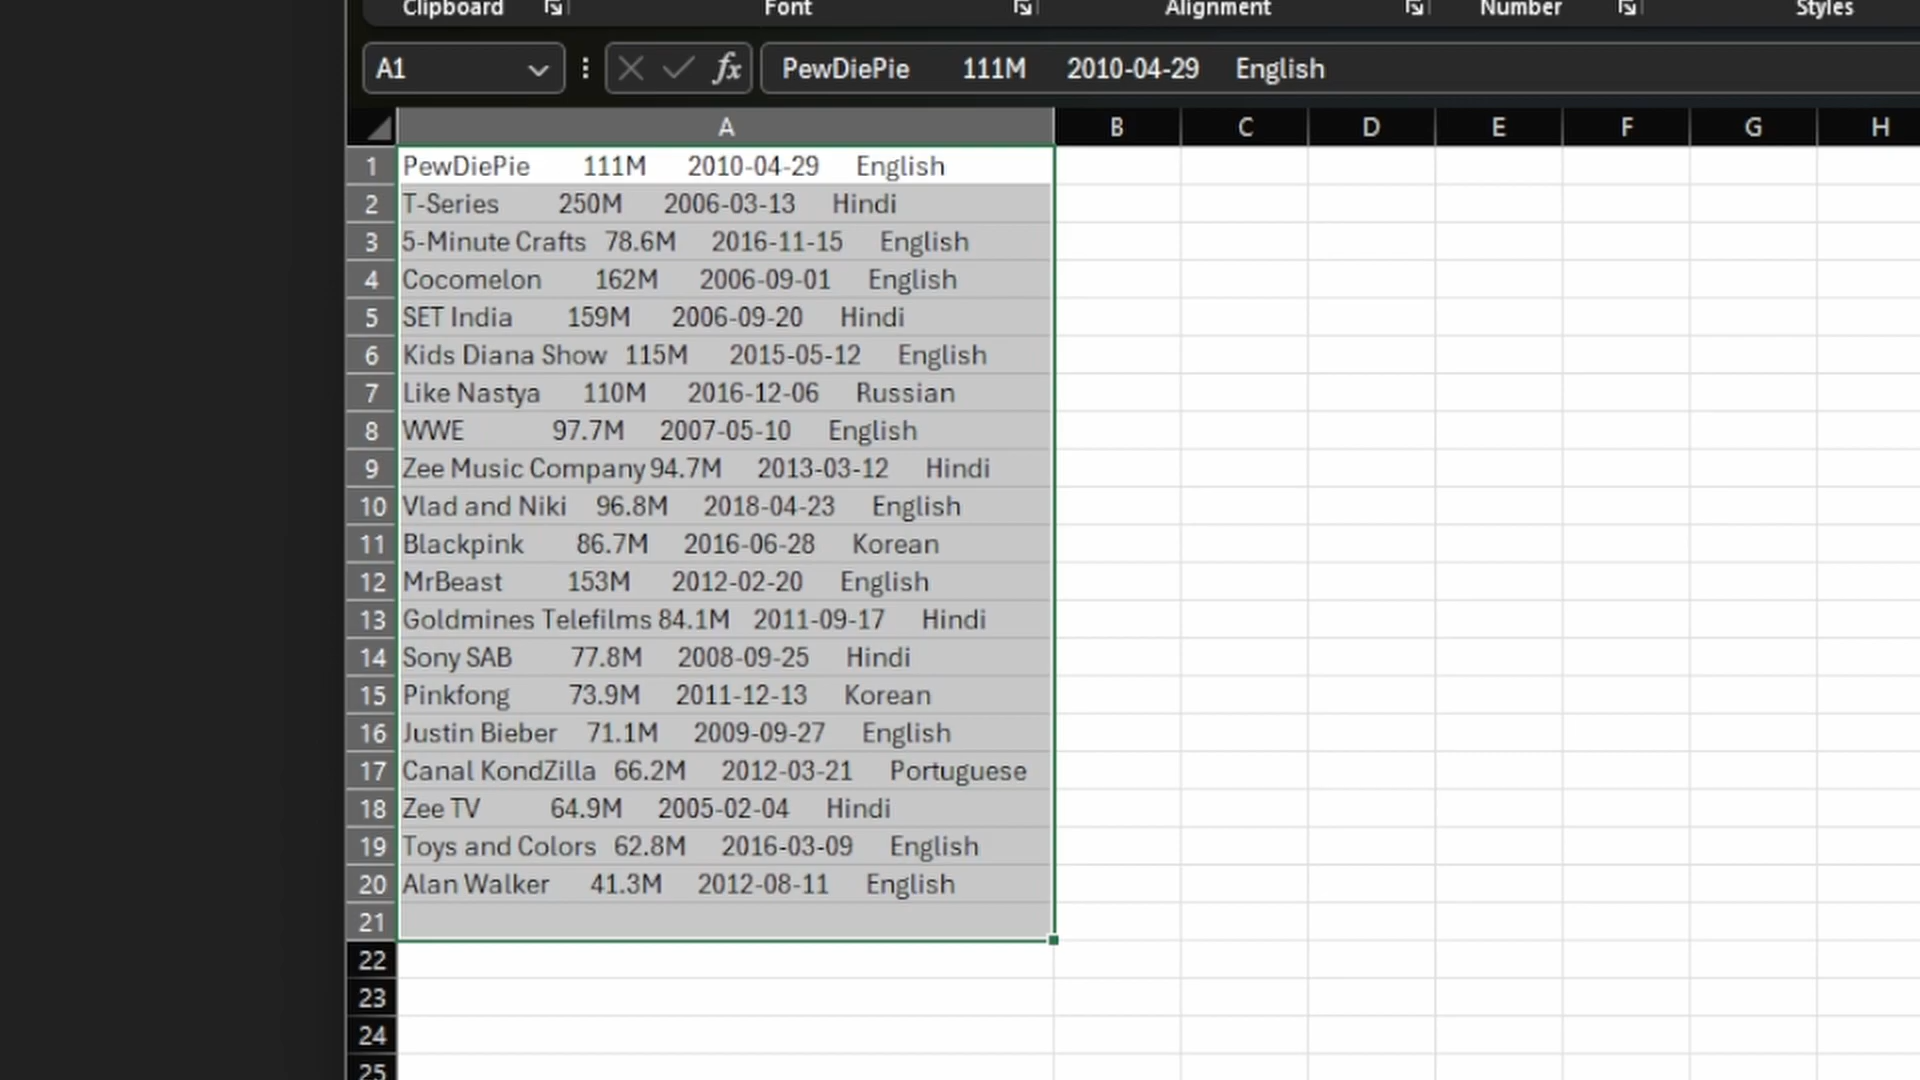 Clipboard Font Alignment Number Styles
A1 fx PewDiePie 111M 2010-04-29 English
A B C D E F G H
1 PewDiePie 111M 2010-04-29 English
2 T-Series 250M 2006-03-13 Hindi
3 5-Minute Crafts 78.6M 2016-11-15 English
4 Cocomelon 162M 2006-09-01 English
5 SET India 159M 2006-09-20 Hindi
6 Kids Diana Show 115M 2015-05-12 English
7 Like Nastya 110M 2016-12-06 Russian
8 WWE 97.7M 2007-05-10 English
9 Zee Music Company 94.7M 2013-03-12 Hindi
10 Vlad and Niki 96.8M 2018-04-23 English
11 Blackpink 86.7M 2016-06-28 Korean
12 MrBeast 153M 2012-02-20 English
13 Goldmines Telefilms 84.1M 2011-09-17 Hindi
14 Sony SAB 77.8M 2008-09-25 Hindi
15 Pinkfong 73.9M 2011-12-13 Korean
16 Justin Bieber 71.1M 2009-09-27 English
17 Canal KondZilla 66.2M 2012-03-21 Portuguese
18 Zee TV 64.9M 2005-02-04 Hindi
19 Toys and Colors 62.8M 2016-03-09 English
20 Alan Walker 41.3M 2012-08-11 English
21
22
23
24
25